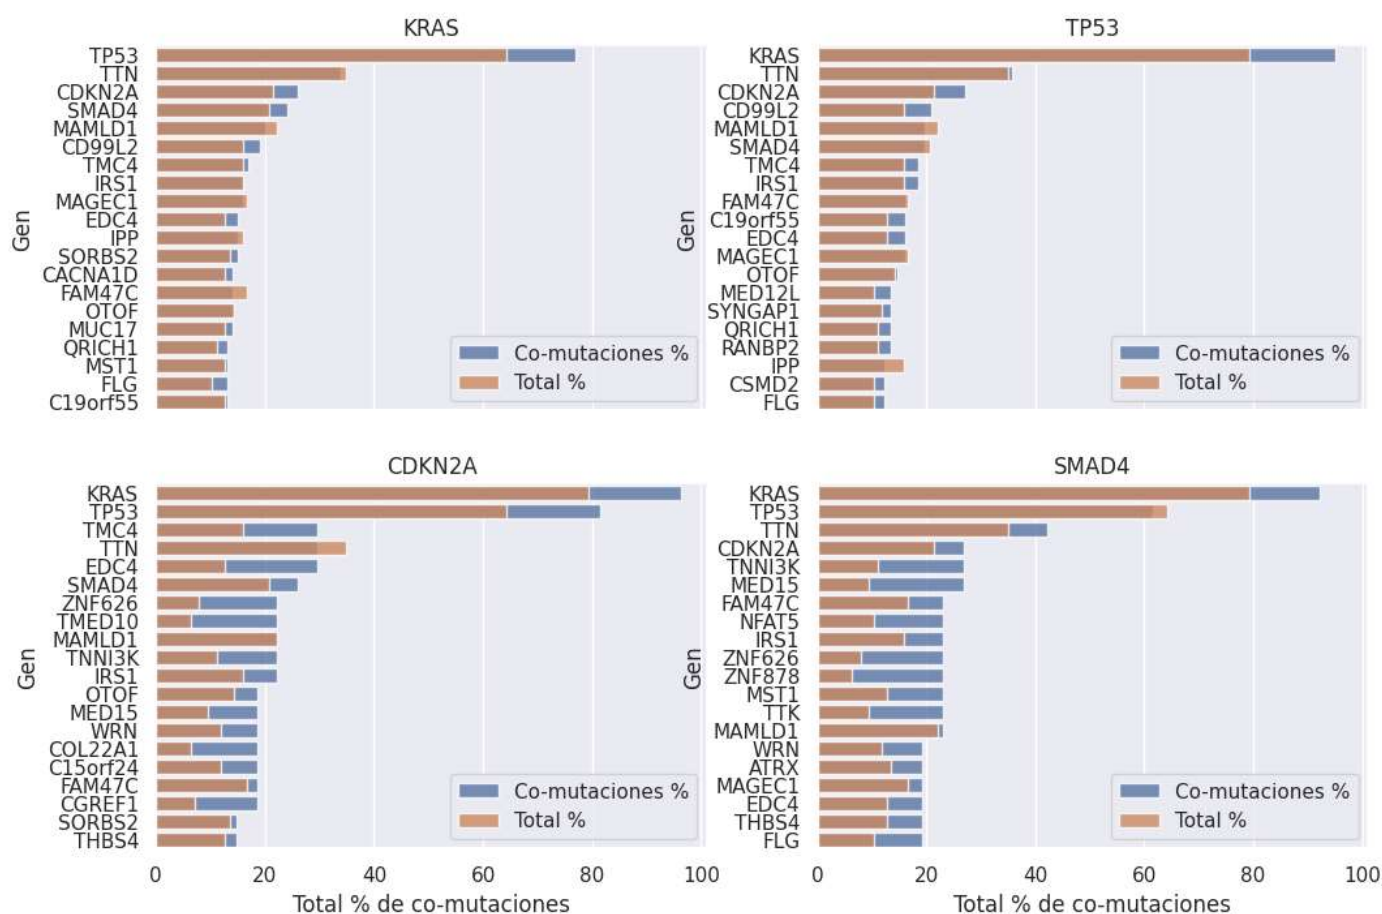 KRAS
Gen
TP53
TTN
CDKN2A
SMAD4
MAMLD1
CD99L2
TMC4
IRS1
MAGEC1
EDC4
IPP
SORBS2
CACNA1D
FAM47C
OTOF
MUC17
QRICH1
MST1
FLG
C19orf55
Co-mutaciones %
Total %
TP53
Gen
KRAS
TTN
CDKN2A
CD99L2
MAMLD1
SMAD4
TMC4
IRS1
FAM47C
C19orf55
EDC4
MAGEC1
OTOF
MED12L
SYNGAP1
QRICH1
RANBP2
IPP
CSMD2
FLG
Co-mutaciones %
Total %
CDKN2A
Gen
KRAS
TP53
TMC4
TTN
EDC4
SMAD4
ZNF626
TMED10
MAMLD1
TNNI3K
IRS1
OTOF
MED15
WRN
COL22A1
C15orf24
FAM47C
CGREF1
SORBS2
THBS4
Co-mutaciones %
Total %
0 20 40 60 80 100
Total % de co-mutaciones
SMAD4
Gen
KRAS
TP53
TTN
CDKN2A
TNNI3K
MED15
FAM47C
NFAT5
IRS1
ZNF626
ZNF878
MST1
TTK
MAMLD1
WRN
ATRX
MAGEC1
EDC4
THBS4
FLG
Co-mutaciones %
Total %
0 20 40 60 80 100
Total % de co-mutaciones